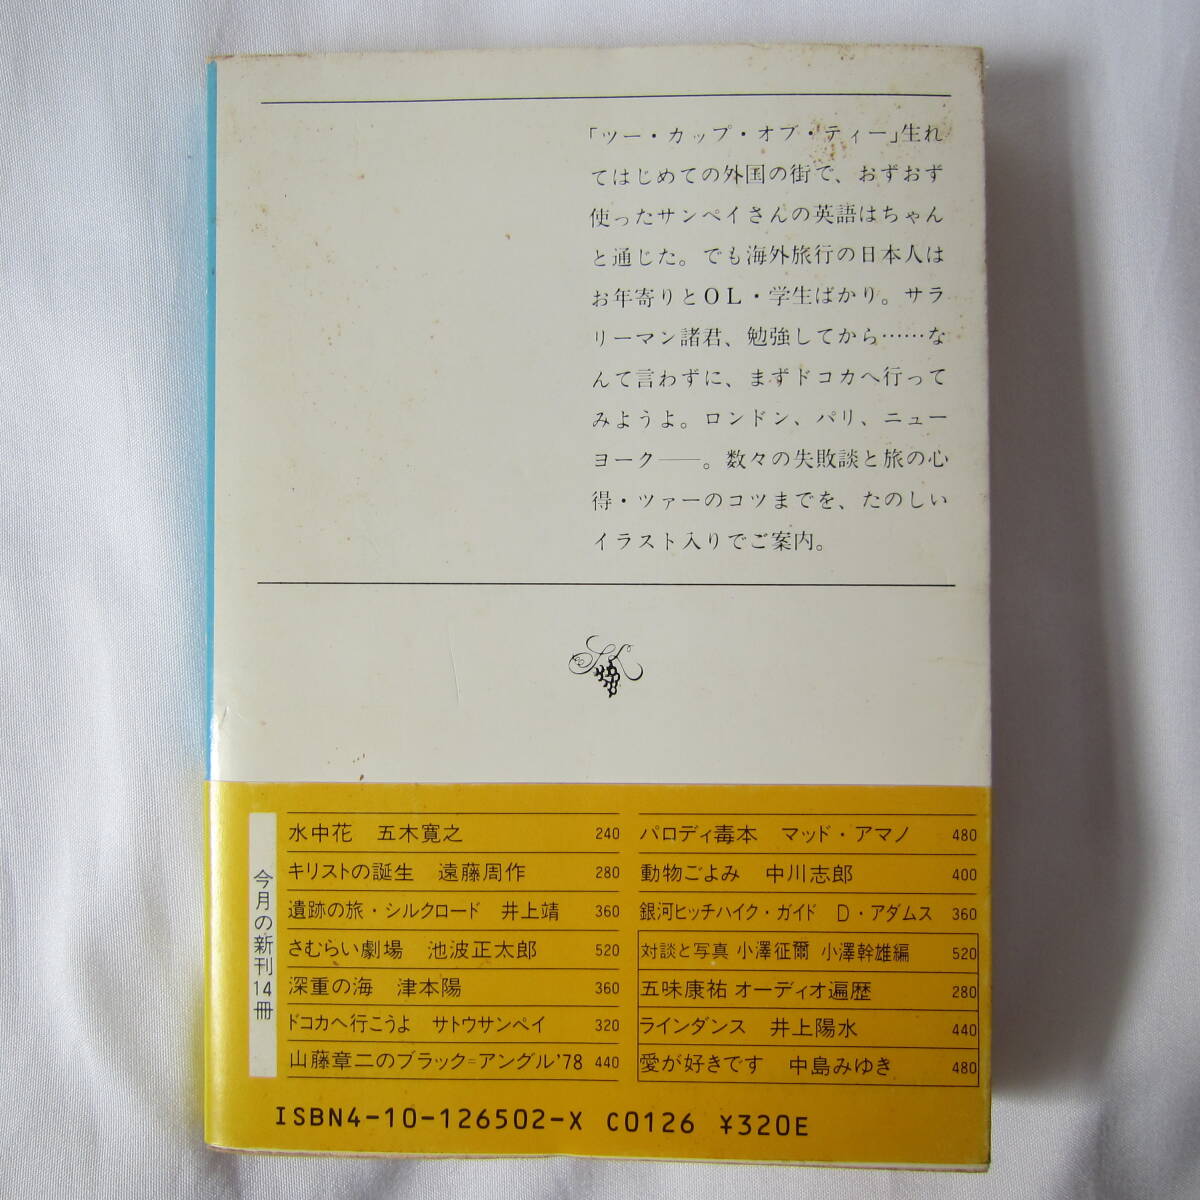 「ツー・カップ・オブ・ティー」生れ
てはじめての外国の街で、おずおず
使ったサンペイさんの英語はちゃん
と通じた。でも海外旅行の日本人は
お年寄りとＯＬ・学生ばかり。サラ
リーマン諸君、勉強してから……な
んて言わずに、まずドコカへ行って
みようよ。ロンドン、パリ、ニュー
ヨーク――。数々の失敗談と旅の心
得・ツァーのコツまでを、たのしい
イラスト入りでご案内。
今月の新刊14冊
水中花 五木寛之 240
キリストの誕生 遠藤周作 280
遺跡の旅・シルクロード 井上靖 360
さむらい劇場 池波正太郎 520
深重の海 津本陽 360
ドコカへ行こうよ サトウサンペイ 320
山藤章二のブラック=アングル'78 440
パロディ毒本 マッド・アマノ 480
動物ごよみ 中川志郎 400
銀河ヒッチハイク・ガイド D・アダムス 360
対談と写真 小澤征爾 小澤幹雄編 520
五味康祐 オーディオ遍歴 280
ラインダンス 井上陽水 440
愛が好きです 中島みゆき 480
ISBN4-10-126502-X C0126 ¥320E